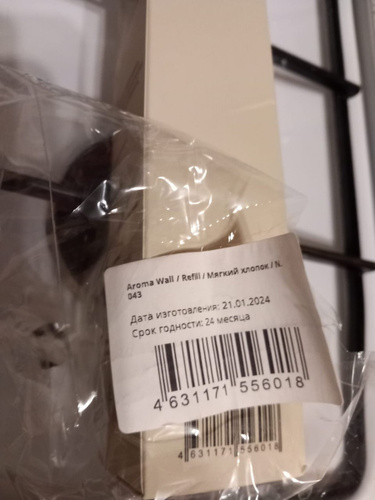 Aroma Wall / Refill / Мягкий хлопок / N.
043
Дата изготовления: 21.01.2024
Срок годности: 24 месяца
4 631171 556018
4 631171 556018